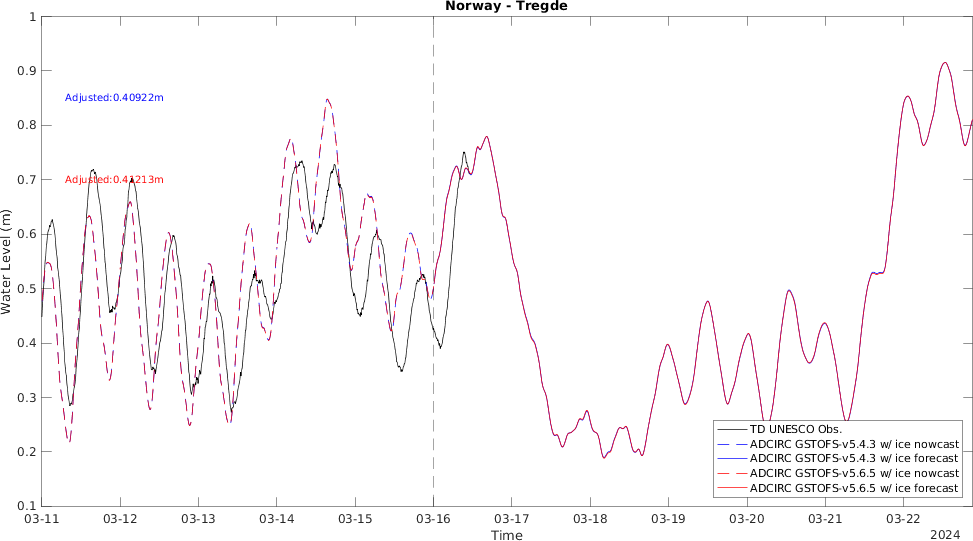 Norway - Tregde
1
0.9
0.8
0.7
0.6
0.5
0.4
0.3
0.2
0.1
Water Level (m)
Adjusted:0.40922m
Adjusted:0.41213m
TD UNESCO Obs.
ADCIRC GSTOFS-v5.4.3 w/ ice nowcast
ADCIRC GSTOFS-v5.4.3 w/ ice forecast
ADCIRC GSTOFS-v5.6.5 w/ ice nowcast
ADCIRC GSTOFS-v5.6.5 w/ ice forecast
03-11 03-12 03-13 03-14 03-15 03-16 03-17 03-18 03-19 03-20 03-21 03-22
Time
2024